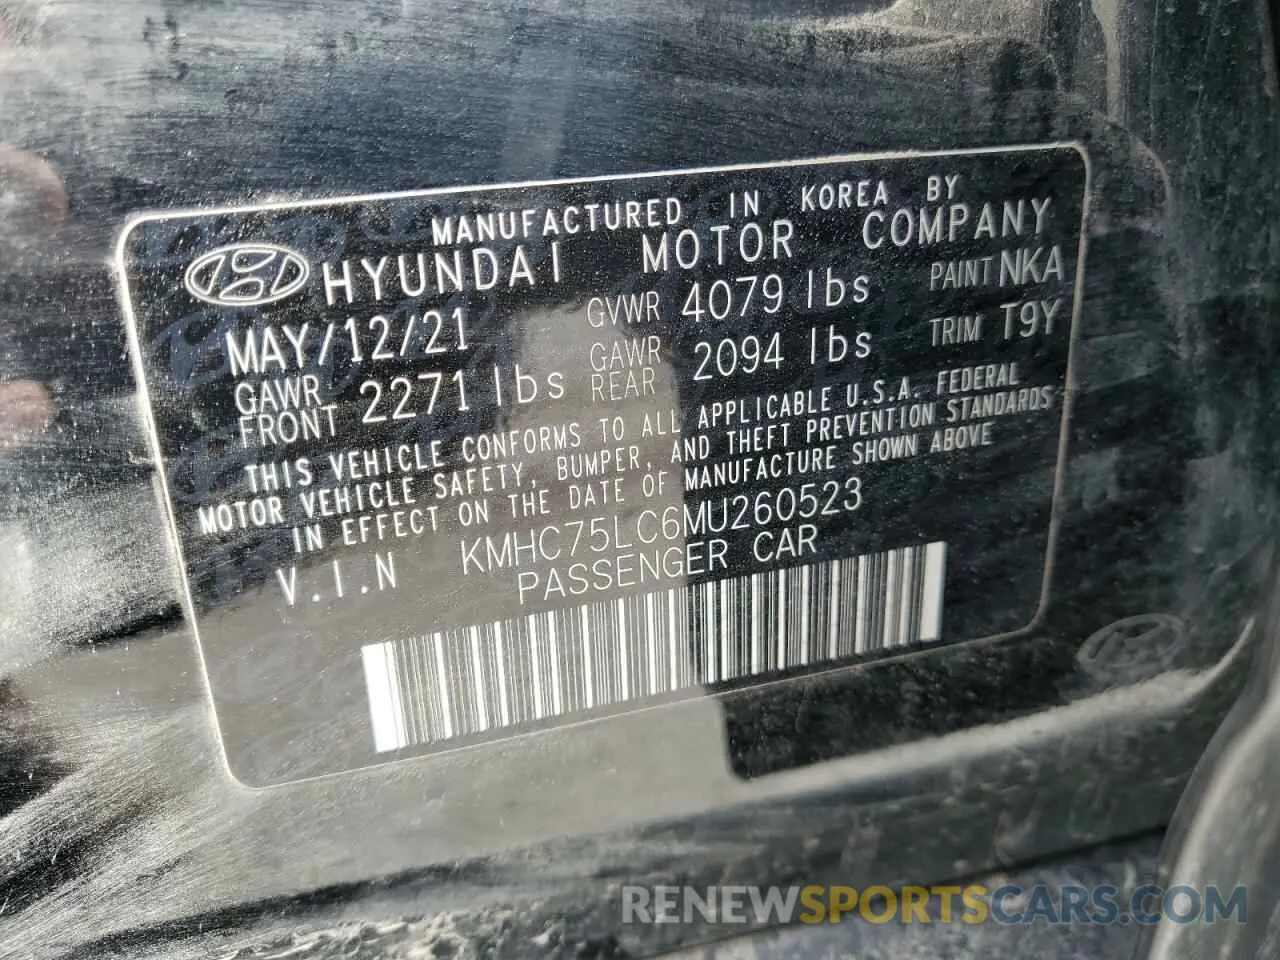 MANUFACTURED IN KOREA BY
HYUNDAI MOTOR COMPANY
MAY/12/21 GVWR 4079 lbs PAINT NKA
GAWR FRONT 2271 lbs GAWR REAR 2094 lbs TRIM T9Y
THIS VEHICLE CONFORMS TO ALL APPLICABLE U.S.A. FEDERAL
MOTOR VEHICLE SAFETY, BUMPER, AND THEFT PREVENTION STANDARDS
IN EFFECT ON THE DATE OF MANUFACTURE SHOWN ABOVE
V.I.N KMHC75LC6MU260523
PASSENGER CAR
RENEWSPORTSCARS.COM